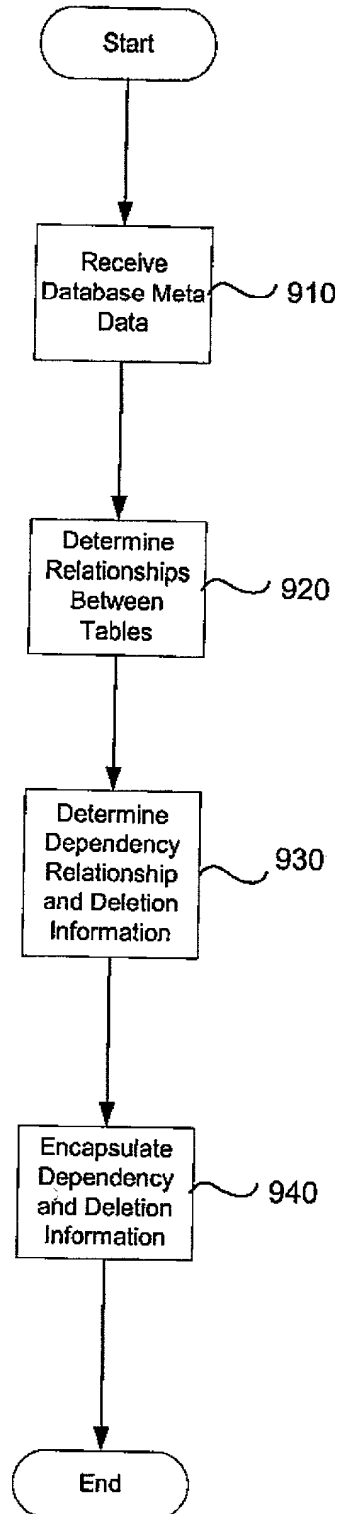 Start
Receive
Database Meta
Data
910
Determine
Relationships
Between
Tables
920
Determine
Dependency
Relationship
and Deletion
Information
930
Encapsulate
Dependency
and Deletion
Information
940
End